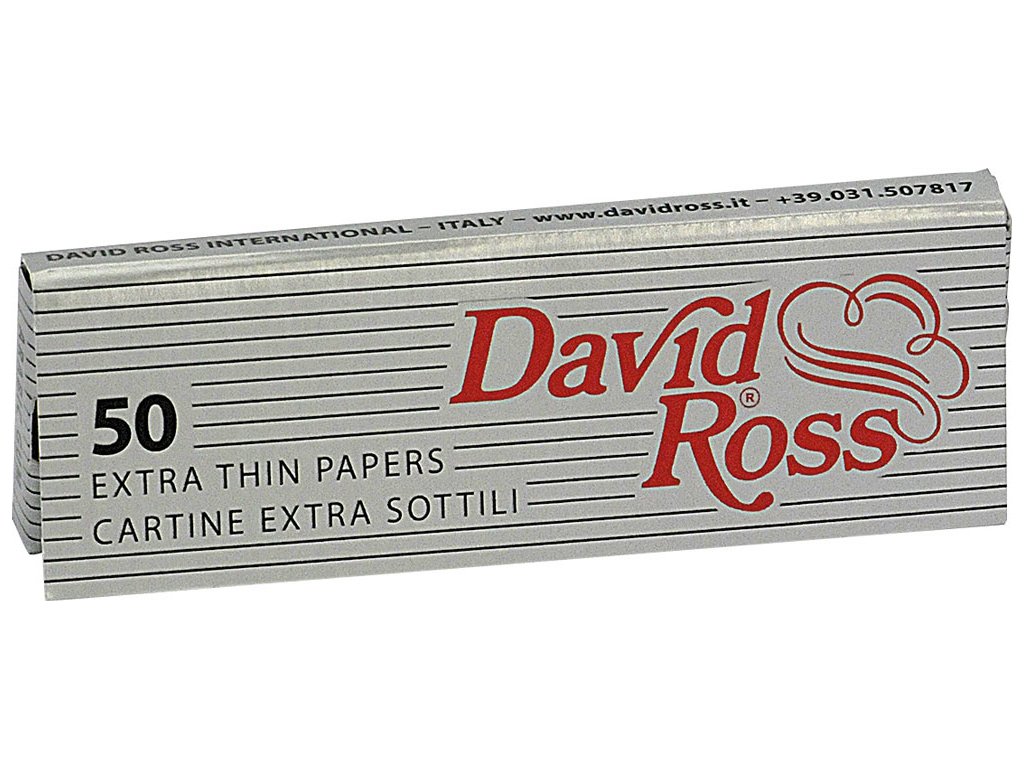 DAVID ROSS INTERNATIONAL – ITALY – www.davidross.it – +39.031.507817
David
Ross®
50
EXTRA THIN PAPERS
CARTINE EXTRA SOTTILI